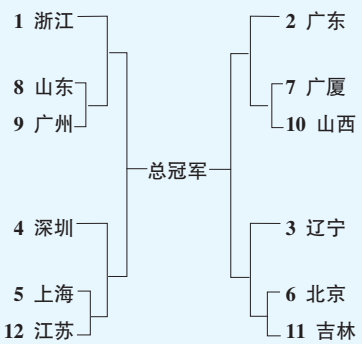 1 浙江
8 山东
9 广州
4 深圳
5 上海
12 江苏
总冠军
2 广东
7 广厦
10 山西
3 辽宁
6 北京
11 吉林